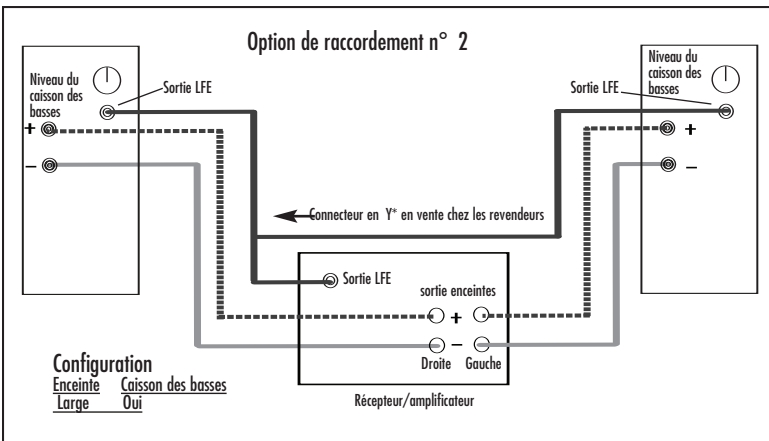 Option de raccordement n° 2
Niveau du
caisson des
basses
Sortie LFE
+
–
Niveau du
caisson des
basses
Sortie LFE
+
–
Connecteur en Y* en vente chez les revendeurs
Sortie LFE
sortie enceintes
+
–
Droite Gauche
Récepteur/amplificateur
Configuration
Enceinte Caisson des basses
Large Oui